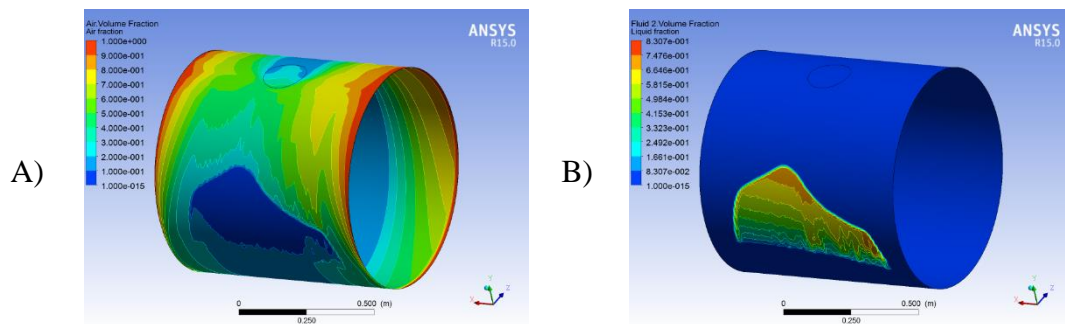 A)
Air.Volume Fraction
Air fraction
1.000e+000
9.000e-001
8.000e-001
7.000e-001
6.000e-001
5.000e-001
4.000e-001
3.000e-001
2.000e-001
1.000e-001
1.000e-015
ANSYS
R15.0
0
0.500 (m)
0.250
Y
X
Z
B)
Fluid 2.Volume Fraction
Liquid fraction
8.307e-001
7.476e-001
6.646e-001
5.815e-001
4.984e-001
4.153e-001
3.323e-001
2.492e-001
1.661e-001
8.307e-002
1.000e-015
ANSYS
R15.0
0
0.500 (m)
0.250
Y
X
Z